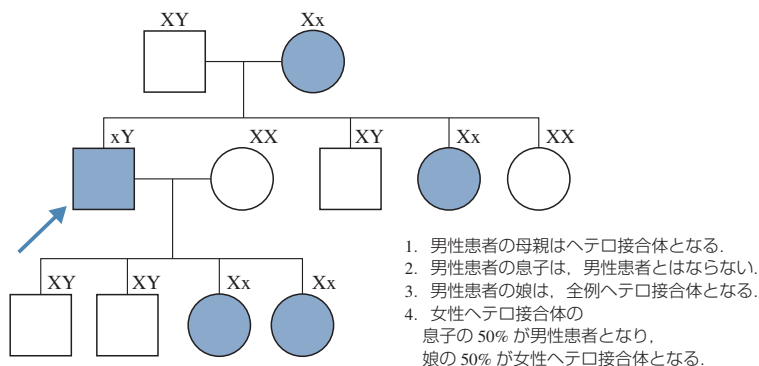 XY Xx
xY XX XY Xx XX
XY XY Xx Xx
1. 男性患者の母親はヘテロ接合体となる.
2. 男性患者の息子は，男性患者とはならない.
3. 男性患者の娘は，全例ヘテロ接合体となる.
4. 女性ヘテロ接合体の
息子の 50% が男性患者となり，
娘の 50% が女性ヘテロ接合体となる.